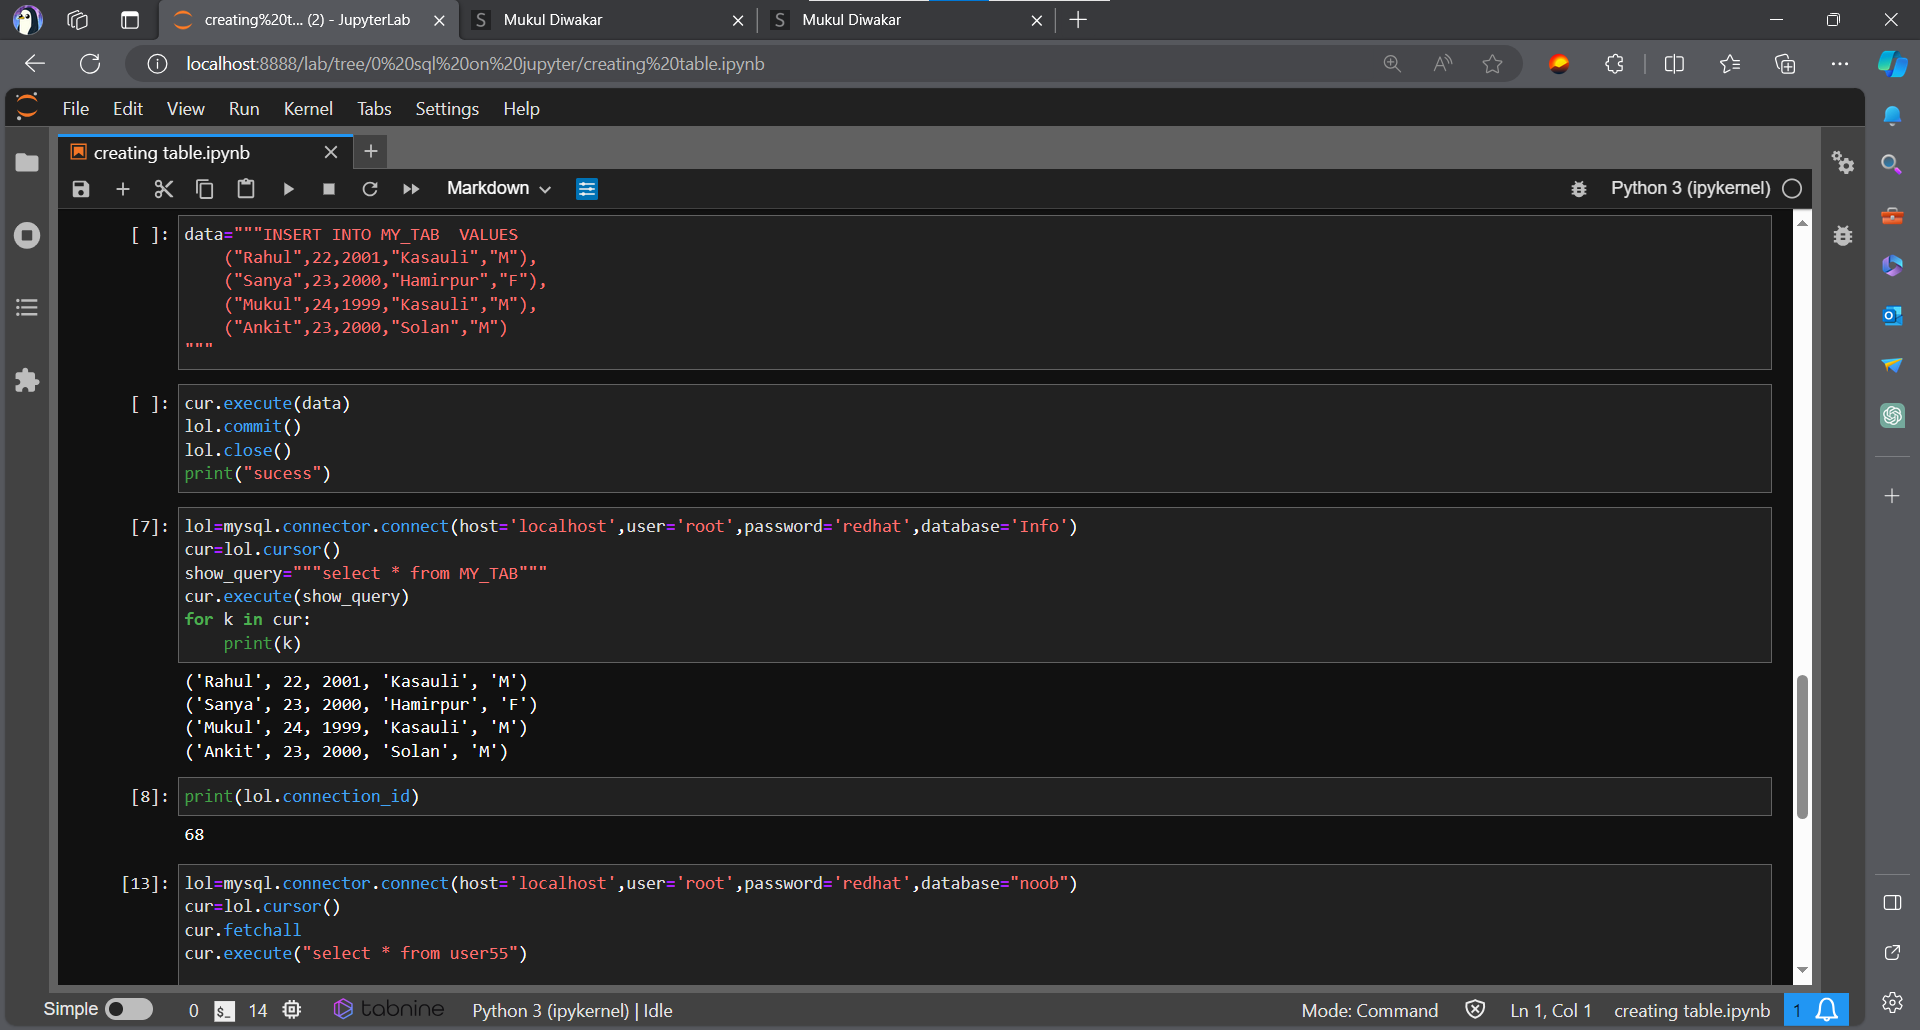 creating%20t... (2) - JupyterLab
Mukul Diwakar
Mukul Diwakar
localhost:8888/lab/tree/0%20sql%20on%20jupyter/creating%20table.ipynb
File Edit View Run Kernel Tabs Settings Help
creating table.ipynb
Markdown
Python 3 (ipykernel)
[ ]: data="""INSERT INTO MY_TAB  VALUES
    ("Rahul",22,2001,"Kasauli","M"),
    ("Sanya",23,2000,"Hamirpur","F"),
    ("Mukul",24,1999,"Kasauli","M"),
    ("Ankit",23,2000,"Solan","M")
"""
[ ]: cur.execute(data)
lol.commit()
lol.close()
print("sucess")
[7]: lol=mysql.connector.connect(host='localhost',user='root',password='redhat',database='Info')
cur=lol.cursor()
show_query="""select * from MY_TAB"""
cur.execute(show_query)
for k in cur:
    print(k)
('Rahul', 22, 2001, 'Kasauli', 'M')
('Sanya', 23, 2000, 'Hamirpur', 'F')
('Mukul', 24, 1999, 'Kasauli', 'M')
('Ankit', 23, 2000, 'Solan', 'M')
[8]: print(lol.connection_id)
68
[13]: lol=mysql.connector.connect(host='localhost',user='root',password='redhat',database="noob")
cur=lol.cursor()
cur.fetchall
cur.execute("select * from user55")
Simple 0 $_ 14 tabnine Python 3 (ipykernel) | Idle Mode: Command Ln 1, Col 1 creating table.ipynb 1